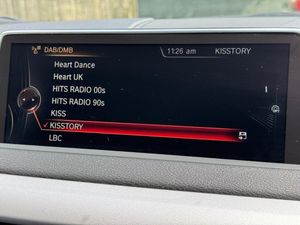 DAB/DMB 11:26 am KISSTORY
Heart Dance
Heart UK
HITS RADIO 00s 1
HITS RADIO 90s
KISS
KISSTORY
LBC